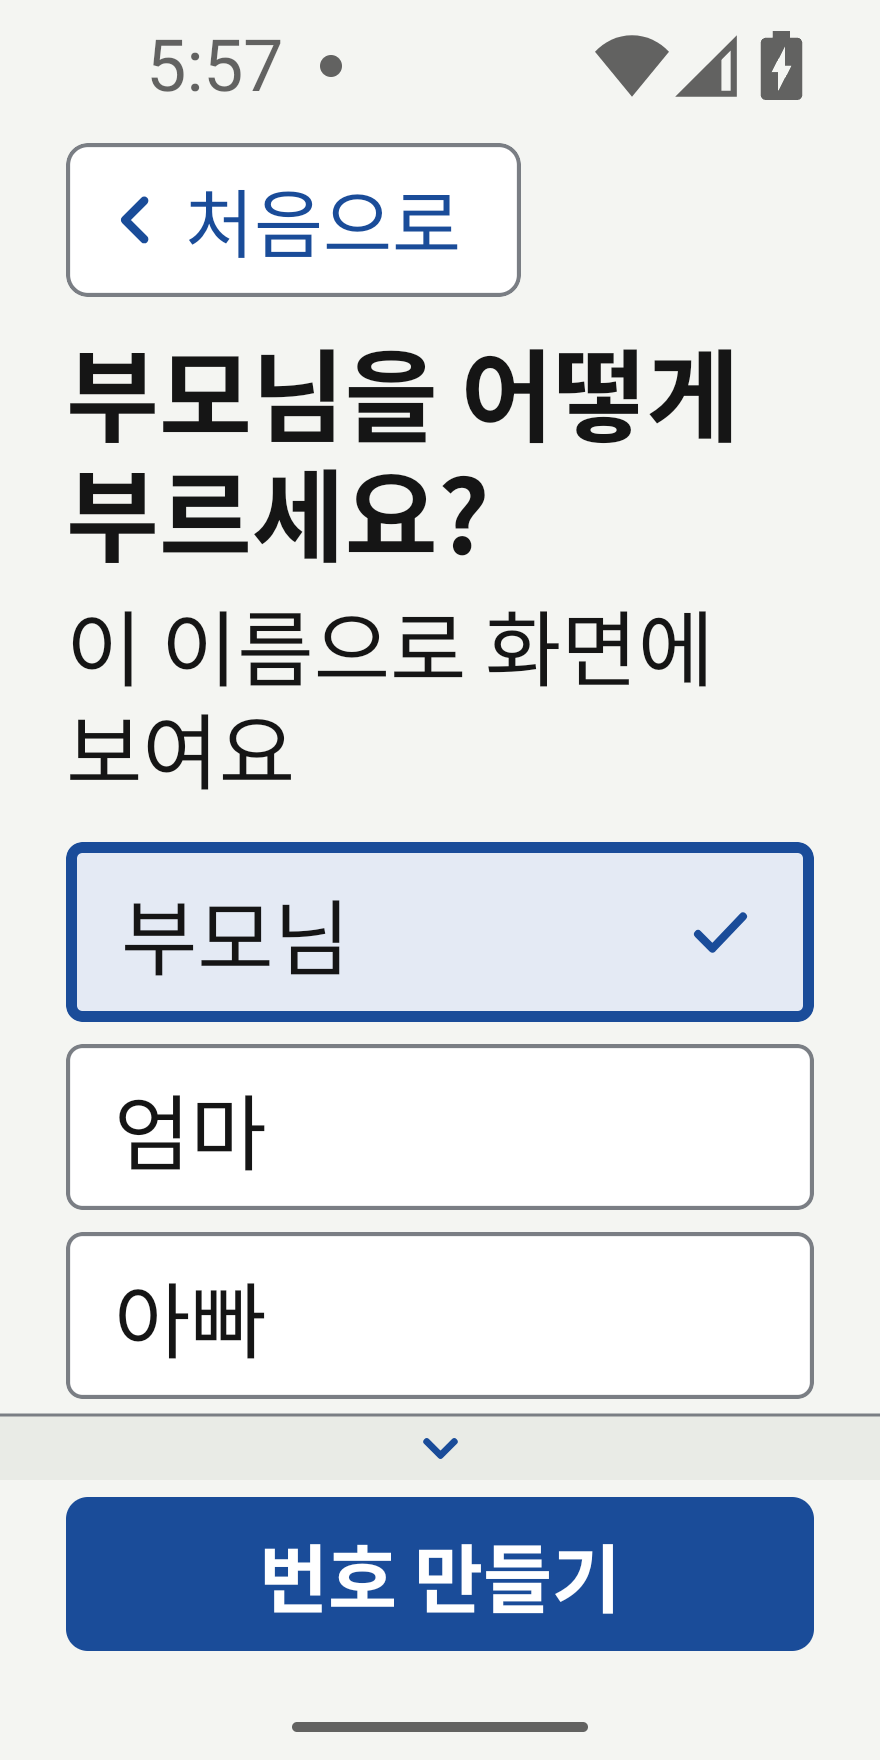 5:57
처음으로
부모님을 어떻게
부르세요?
이 이름으로 화면에
보여요
부모님
엄마
아빠
번호 만들기